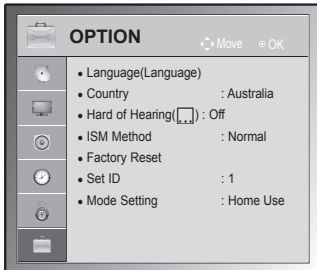 OPTION
Move OK
• Language(Language)
• Country : Australia
• Hard of Hearing( ) : Off
• ISM Method : Normal
• Factory Reset
• Set ID : 1
• Mode Setting : Home Use